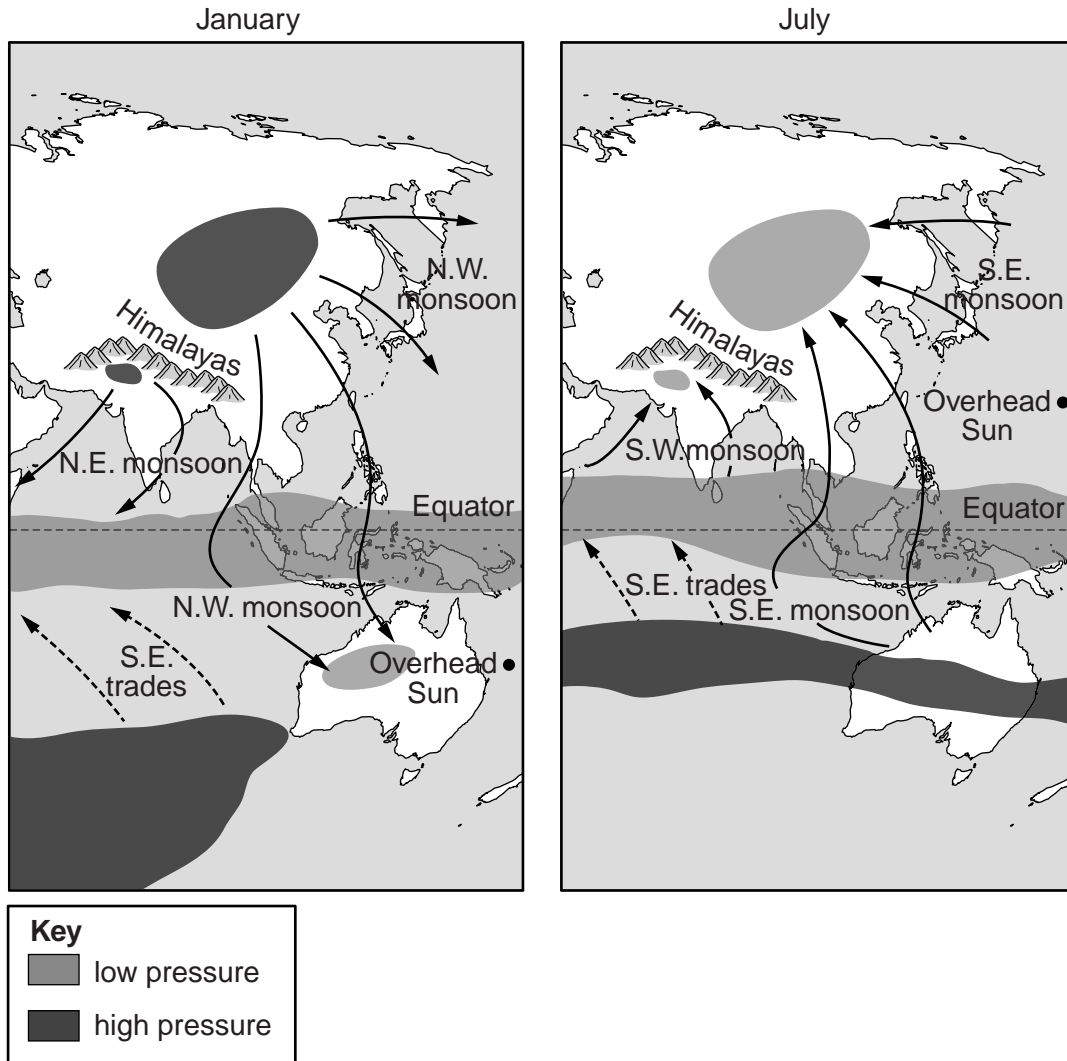 January
Himalayas
N.W.
monsoon
N.E. monsoon
Equator
N.W. monsoon
S.E.
trades
Overhead
Sun
July
Himalayas
S.E.
monsoon
Overhead
Sun
S.W.monsoon
Equator
S.E. trades
S.E. monsoon
Key
low pressure
high pressure